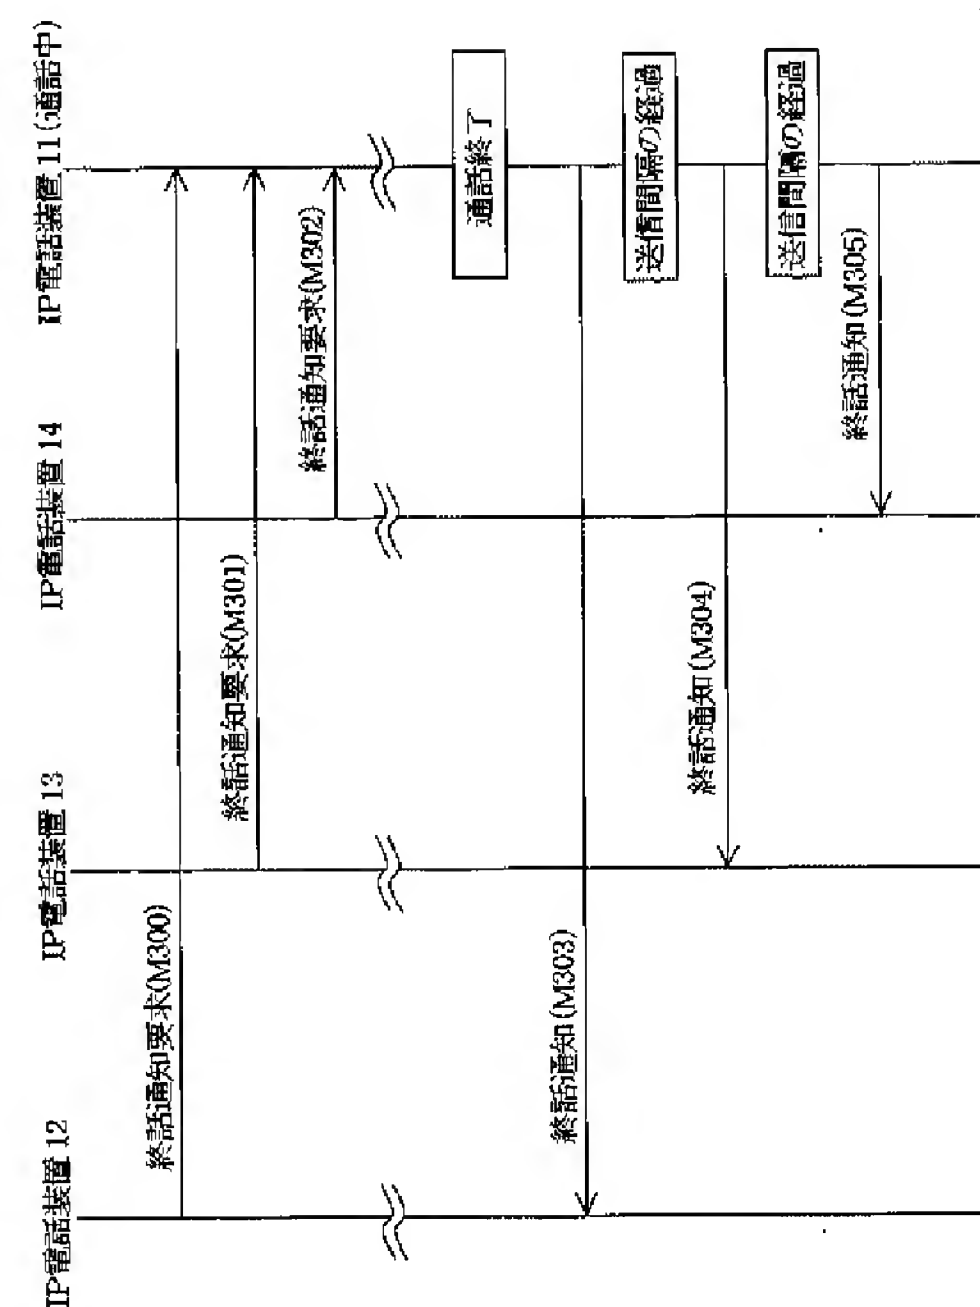 IP電話装置 12
IP電話装置 13
IP電話装置 14
IP電話装置 11(通話中)
終話通知要求(M300)
終話通知要求(M301)
終話通知要求(M302)
通話終了
終話通知(M303)
送信間隔の経過
終話通知(M304)
送信間隔の経過
終話通知(M305)